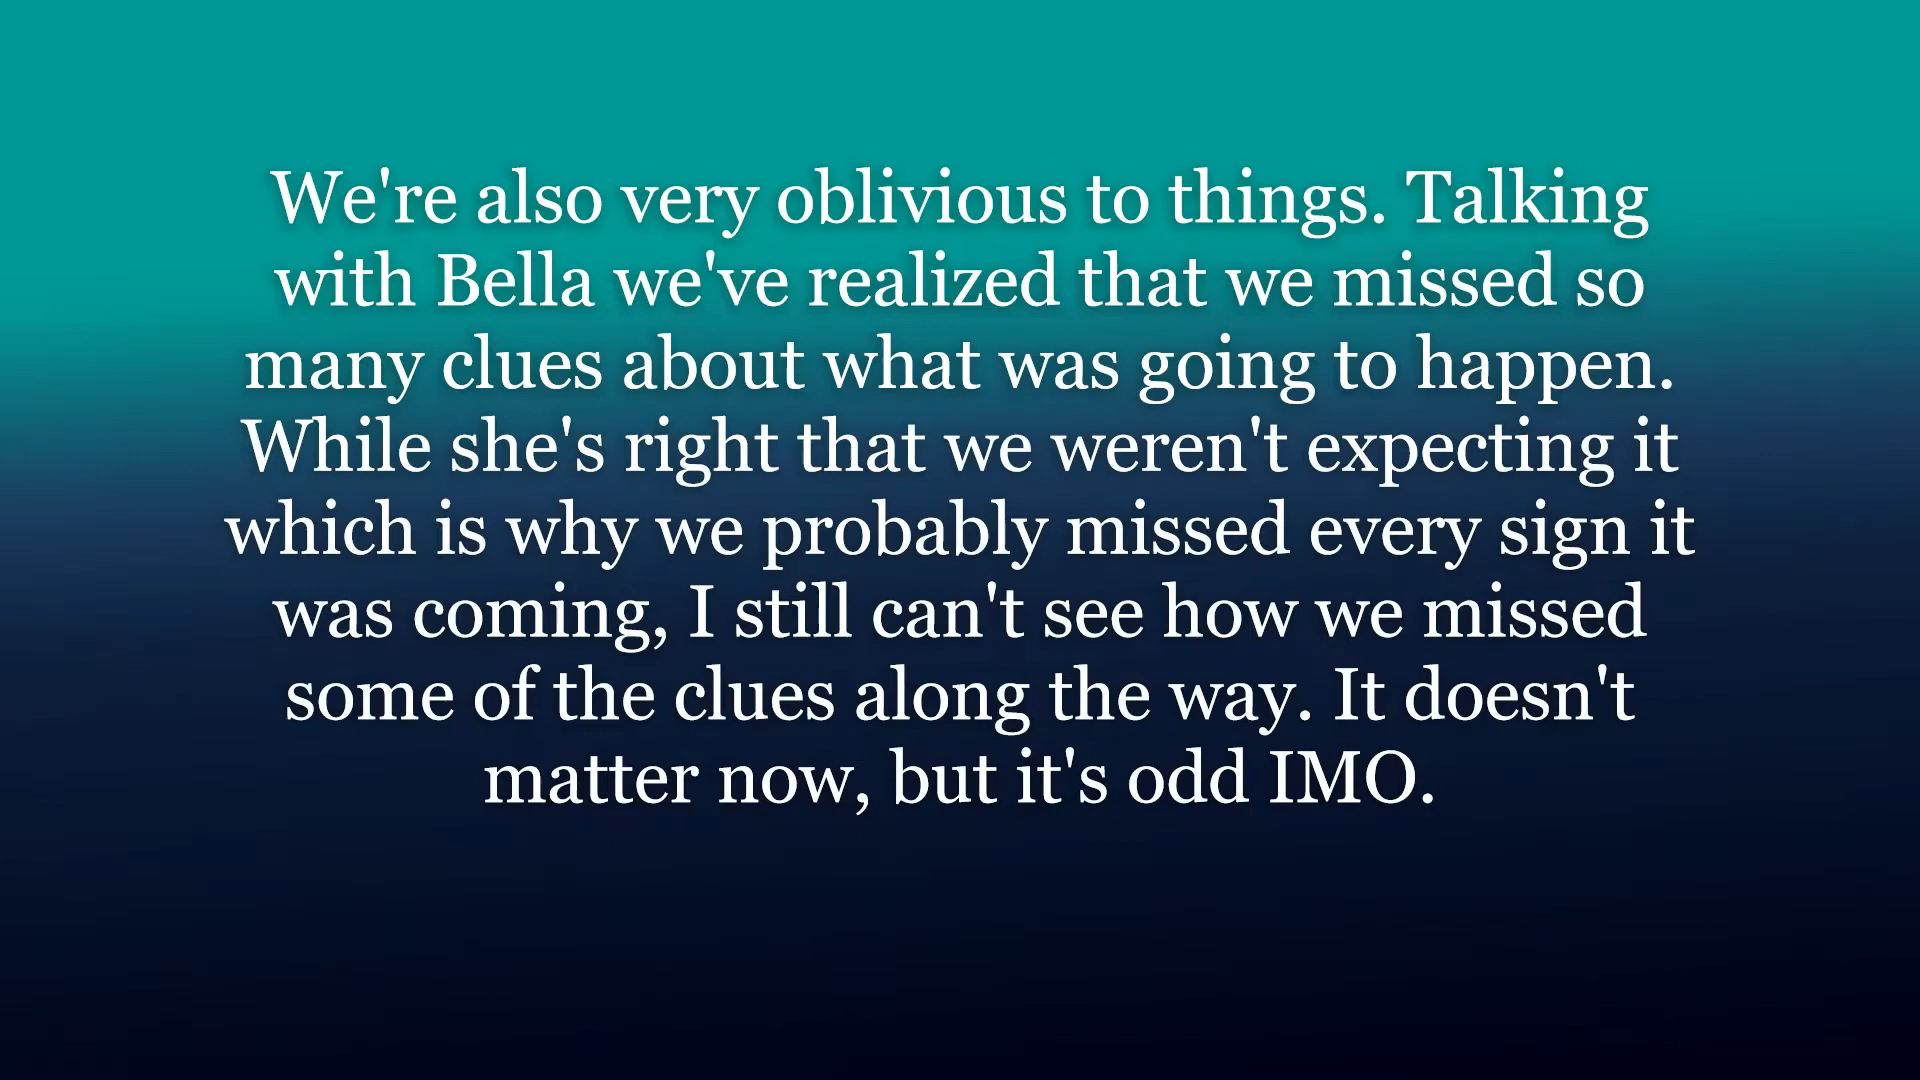 We're also very oblivious to things. Talking
with Bella we've realized that we missed so
many clues about what was going to happen.
While she's right that we weren't expecting it
which is why we probably missed every sign it
was coming, I still can't see how we missed
some of the clues along the way. It doesn't
matter now, but it's odd IMO.